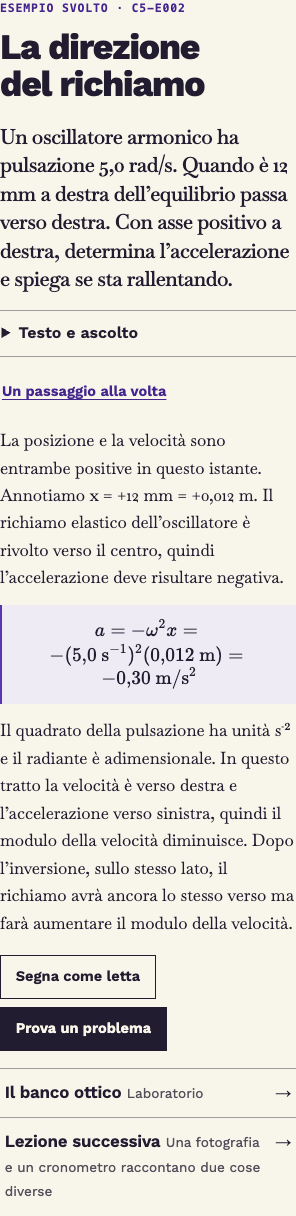 ESEMPIO SVOLTO · C5-E002
La direzione
del richiamo
Un oscillatore armonico ha
pulsazione 5,0 rad/s. Quando è 12
mm a destra dell’equilibrio passa
verso destra. Con asse positivo a
destra, determina l’accelerazione
e spiega se sta rallentando.
▶ Testo e ascolto
Un passaggio alla volta
La posizione e la velocità sono
entrambe positive in questo istante.
Annotiamo x = +12 mm = +0,012 m. Il
richiamo elastico dell’oscillatore è
rivolto verso il centro, quindi
l’accelerazione deve risultare negativa.
a = −ω²x =
−(5,0 s⁻¹)²(0,012 m) =
−0,30 m/s²
Il quadrato della pulsazione ha unità s⁻²
e il radiante è adimensionale. In questo
tratto la velocità è verso destra e
l’accelerazione verso sinistra, quindi il
modulo della velocità diminuisce. Dopo
l’inversione, sullo stesso lato, il
richiamo avrà ancora lo stesso verso ma
farà aumentare il modulo della velocità.
Segna come letta
Prova un problema
Il banco ottico Laboratorio →
Lezione successiva Una fotografia →
e un cronometro raccontano due cose
diverse